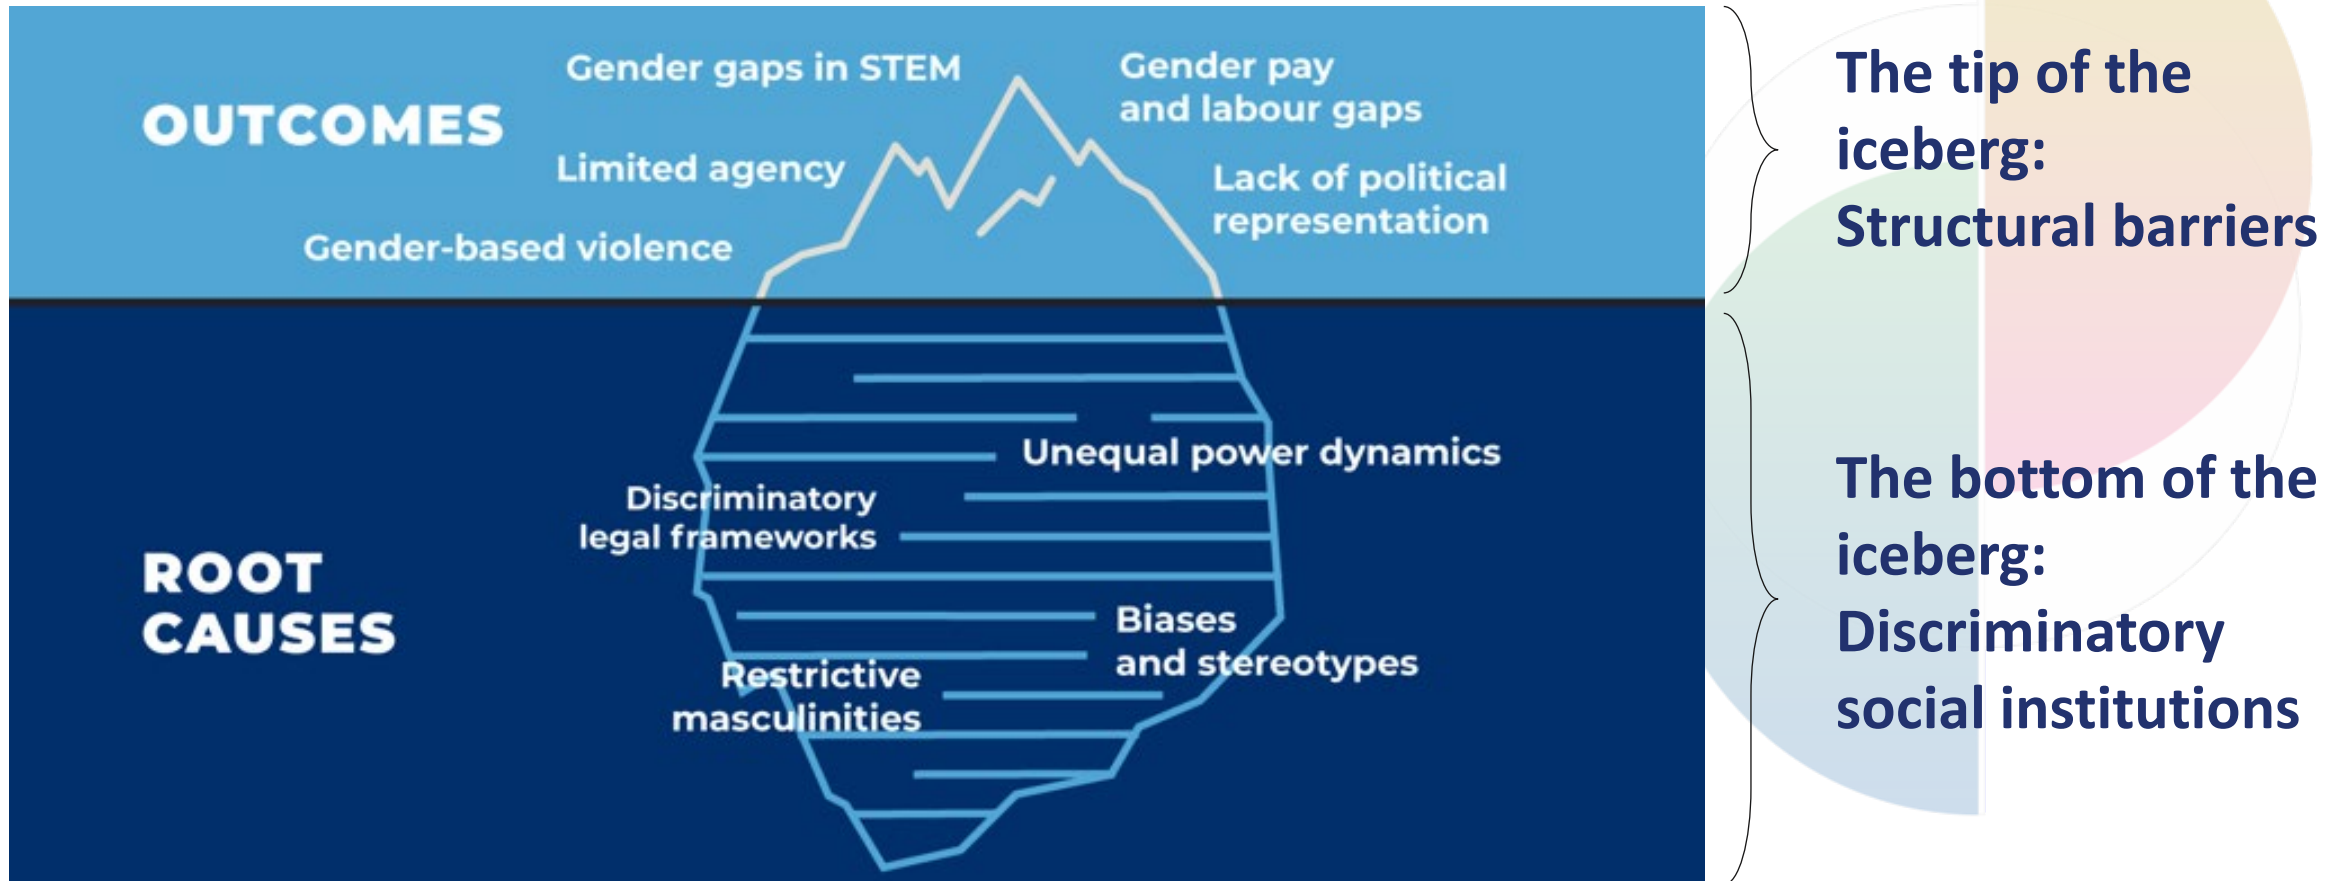 OUTCOMES
Gender gaps in STEM
Gender pay
and labour gaps
Limited agency
Lack of political
representation
Gender-based violence
The tip of the
iceberg:
Structural barriers
ROOT
CAUSES
Unequal power dynamics
Discriminatory
legal frameworks
Biases
and stereotypes
Restrictive
masculinities
The bottom of the
iceberg:
Discriminatory
social institutions